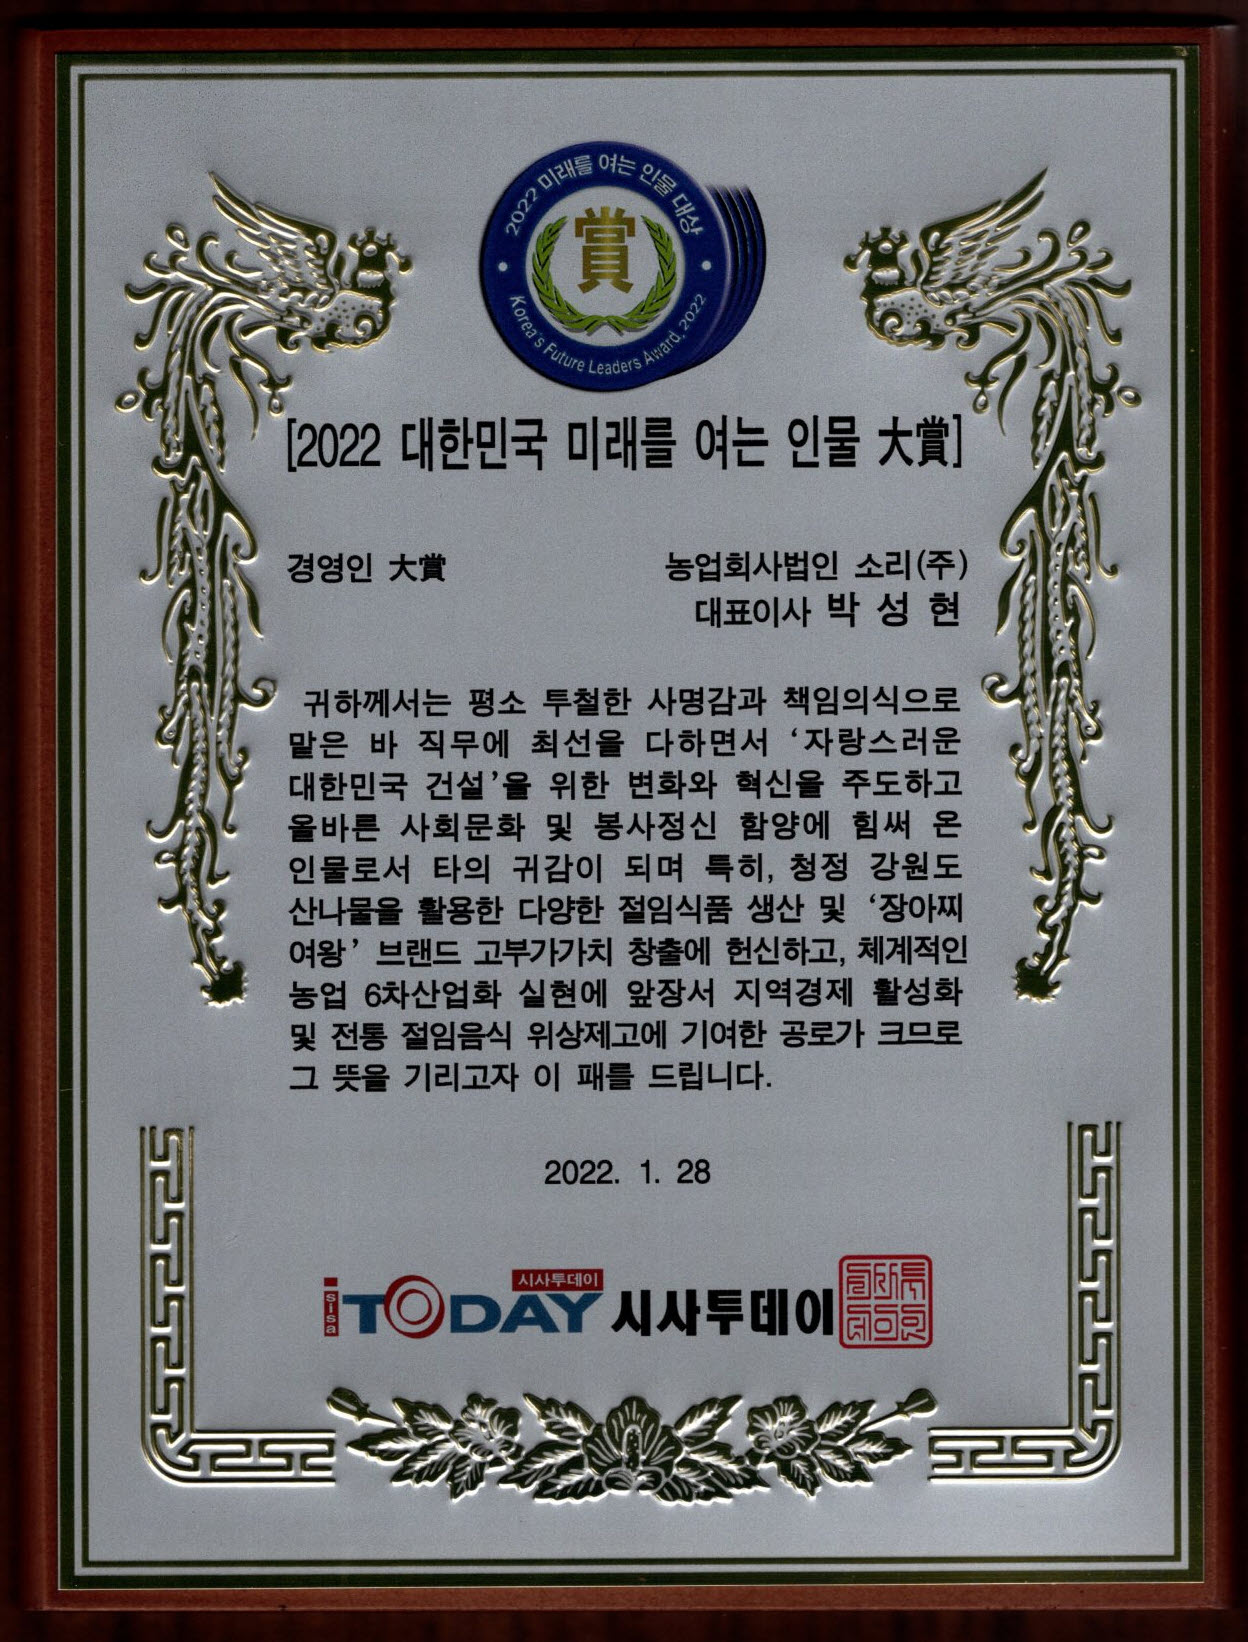 2022 미래를 여는 인물 대상
賞
Korea's Future Leaders Award, 2022
[2022 대한민국 미래를 여는 인물 大賞]
경영인 大賞
농업회사법인 소리(주)
대표이사 박 성 현
귀하께서는 평소 투철한 사명감과 책임의식으로
맡은 바 직무에 최선을 다하면서 '자랑스러운
대한민국 건설'을 위한 변화와 혁신을 주도하고
올바른 사회문화 및 봉사정신 함양에 힘써 온
인물로서 타의 귀감이 되며 특히, 청정 강원도
산나물을 활용한 다양한 절임식품 생산 및 '장아찌
여왕' 브랜드 고부가가치 창출에 헌신하고, 체계적인
농업 6차산업화 실현에 앞장서 지역경제 활성화
및 전통 절임음식 위상제고에 기여한 공로가 크므로
그 뜻을 기리고자 이 패를 드립니다.
2022. 1. 28
sisa
iTODAY
시사투데이
시사투데이